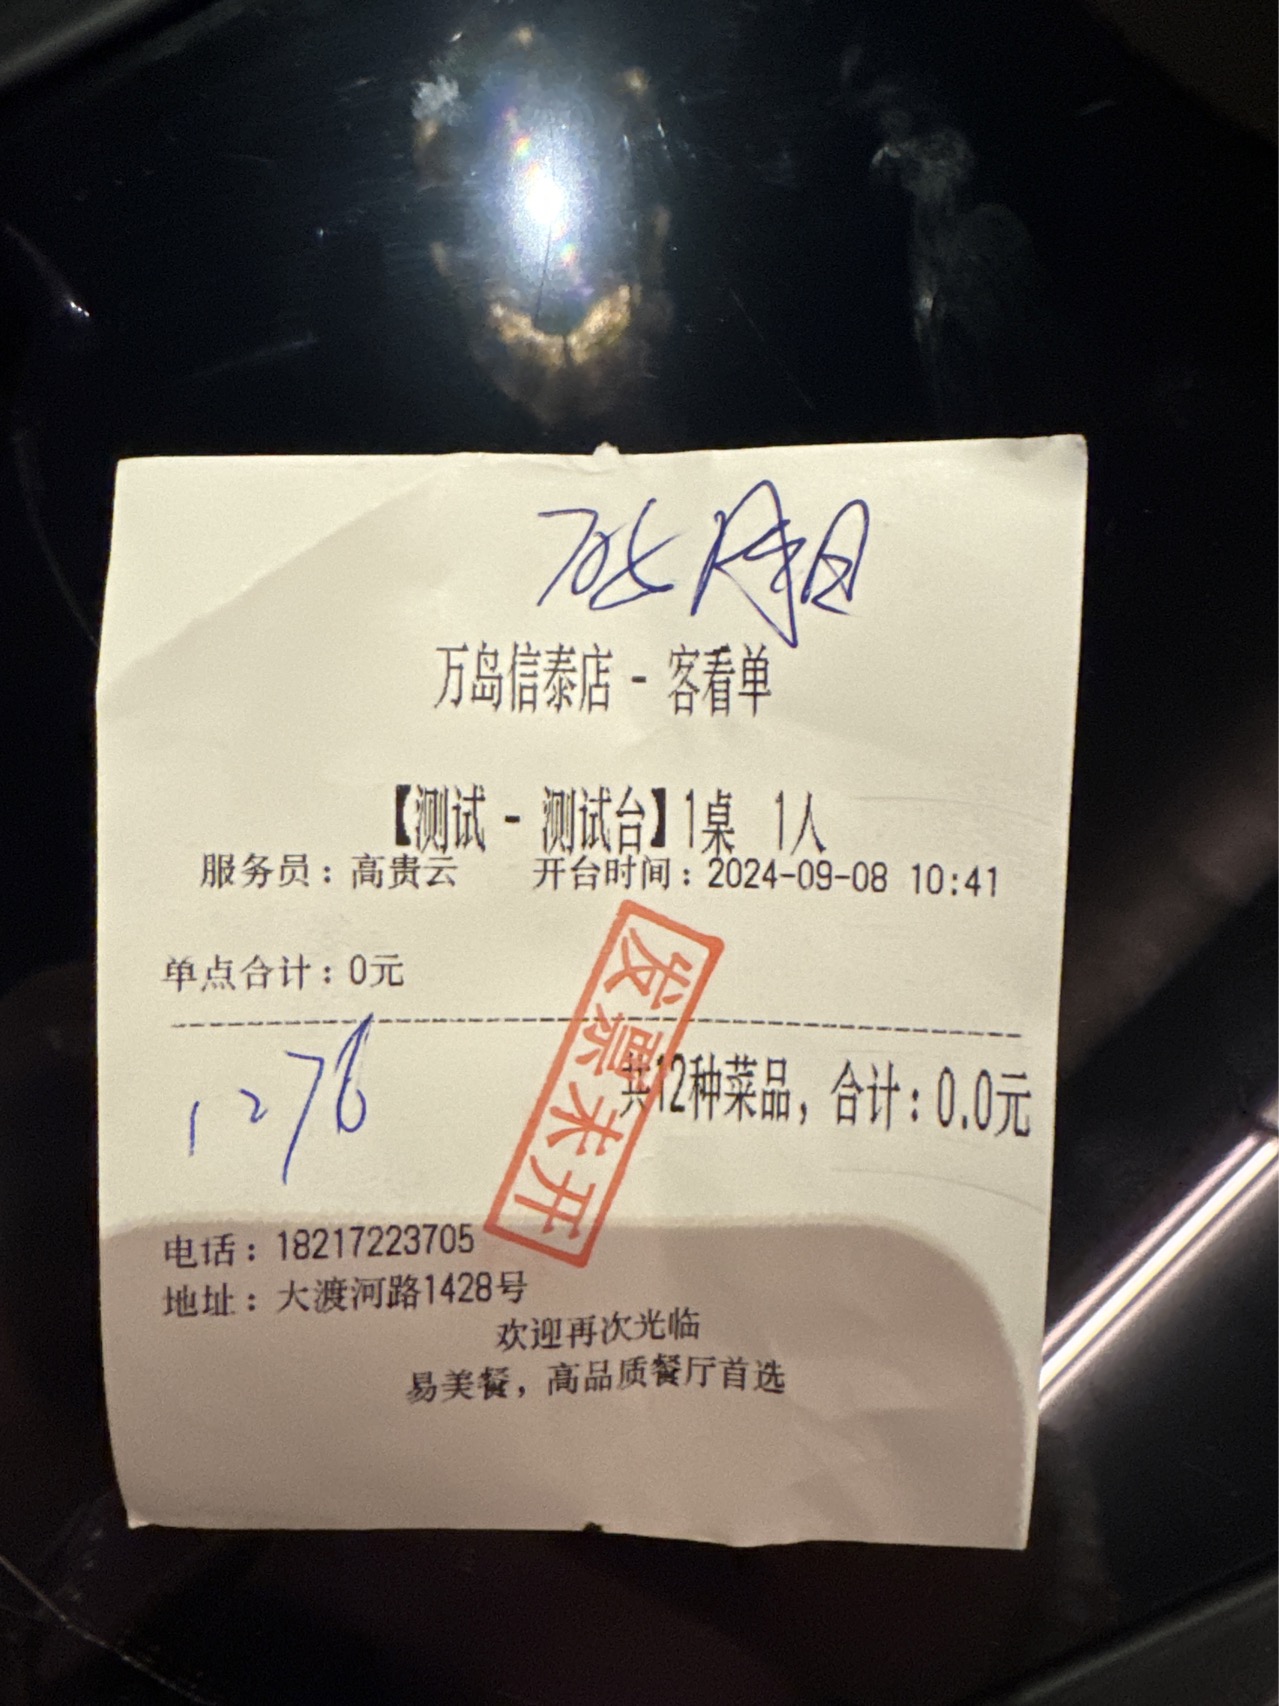 万岛信泰店 - 客看单
【测试 - 测试台】1桌 1人
服务员：高贵云 开台时间：2024-09-08 10:41
单点合计：0元
发票未开
共12种菜品，合计：0.0元
1276
电话：18217223705
地址：大渡河路1428号
欢迎再次光临
易美餐，高品质餐厅首选